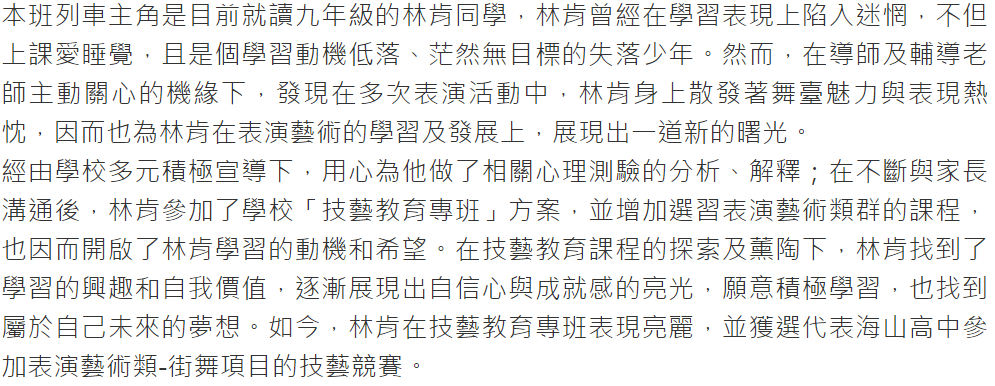 本班列車主角是目前就讀九年級的林肯同學，林肯曾經在學習表現上陷入迷惘，不但
上課愛睡覺，且是個學習動機低落、茫然無目標的失落少年。然而，在導師及輔導老
師主動關心的機緣下，發現在多次表演活動中，林肯身上散發著舞臺魅力與表現熱
忱，因而也為林肯在表演藝術的學習及發展上，展現出一道新的曙光。
經由學校多元積極宣導下，用心為他做了相關心理測驗的分析、解釋；在不斷與家長
溝通後，林肯參加了學校「技藝教育專班」方案，並增加選習表演藝術類群的課程，
也因而開啟了林肯學習的動機和希望。在技藝教育課程的探索及薰陶下，林肯找到了
學習的興趣和自我價值，逐漸展現出自信心與成就感的亮光，願意積極學習，也找到
屬於自己未來的夢想。如今，林肯在技藝教育專班表現亮麗，並獲選代表海山高中參
加表演藝術類-街舞項目的技藝競賽。